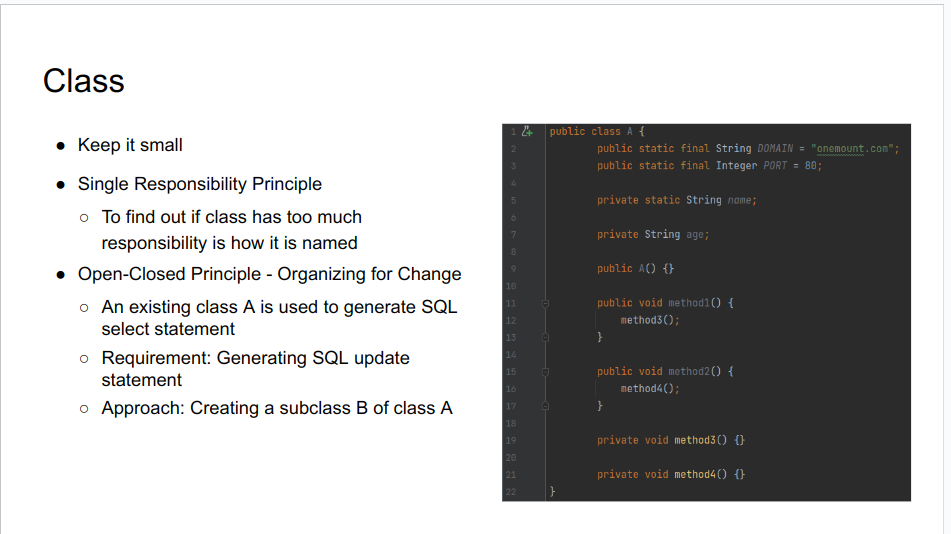 Class
● Keep it small
● Single Responsibility Principle
○ To find out if class has too much
responsibility is how it is named
● Open-Closed Principle - Organizing for Change
○ An existing class A is used to generate SQL
select statement
○ Requirement: Generating SQL update
statement
○ Approach: Creating a subclass B of class A
1 public class A {
2 public static final String DOMAIN = "onemount.com";
3 public static final Integer PORT = 80;
4
5 private static String name;
6
7 private String age;
8
9 public A() {}
10
11 public void method1() {
12 method3();
13 }
14
15 public void method2() {
16 method4();
17 }
18
19 private void method3() {}
20
21 private void method4() {}
22 }